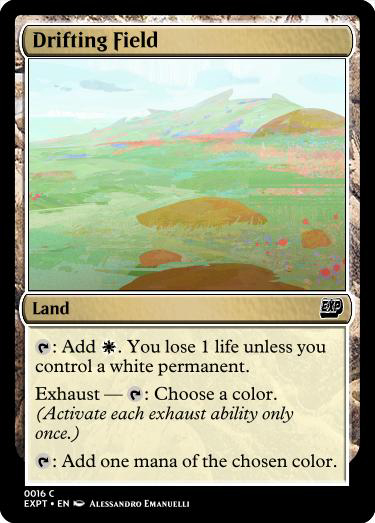 Drifting Field
Land
EXP
: Add . You lose 1 life unless you
control a white permanent.
Exhaust — : Choose a color.
(Activate each exhaust ability only
once.)
: Add one mana of the chosen color.
0016 C
EXPT • EN Alessandro Emanuelli